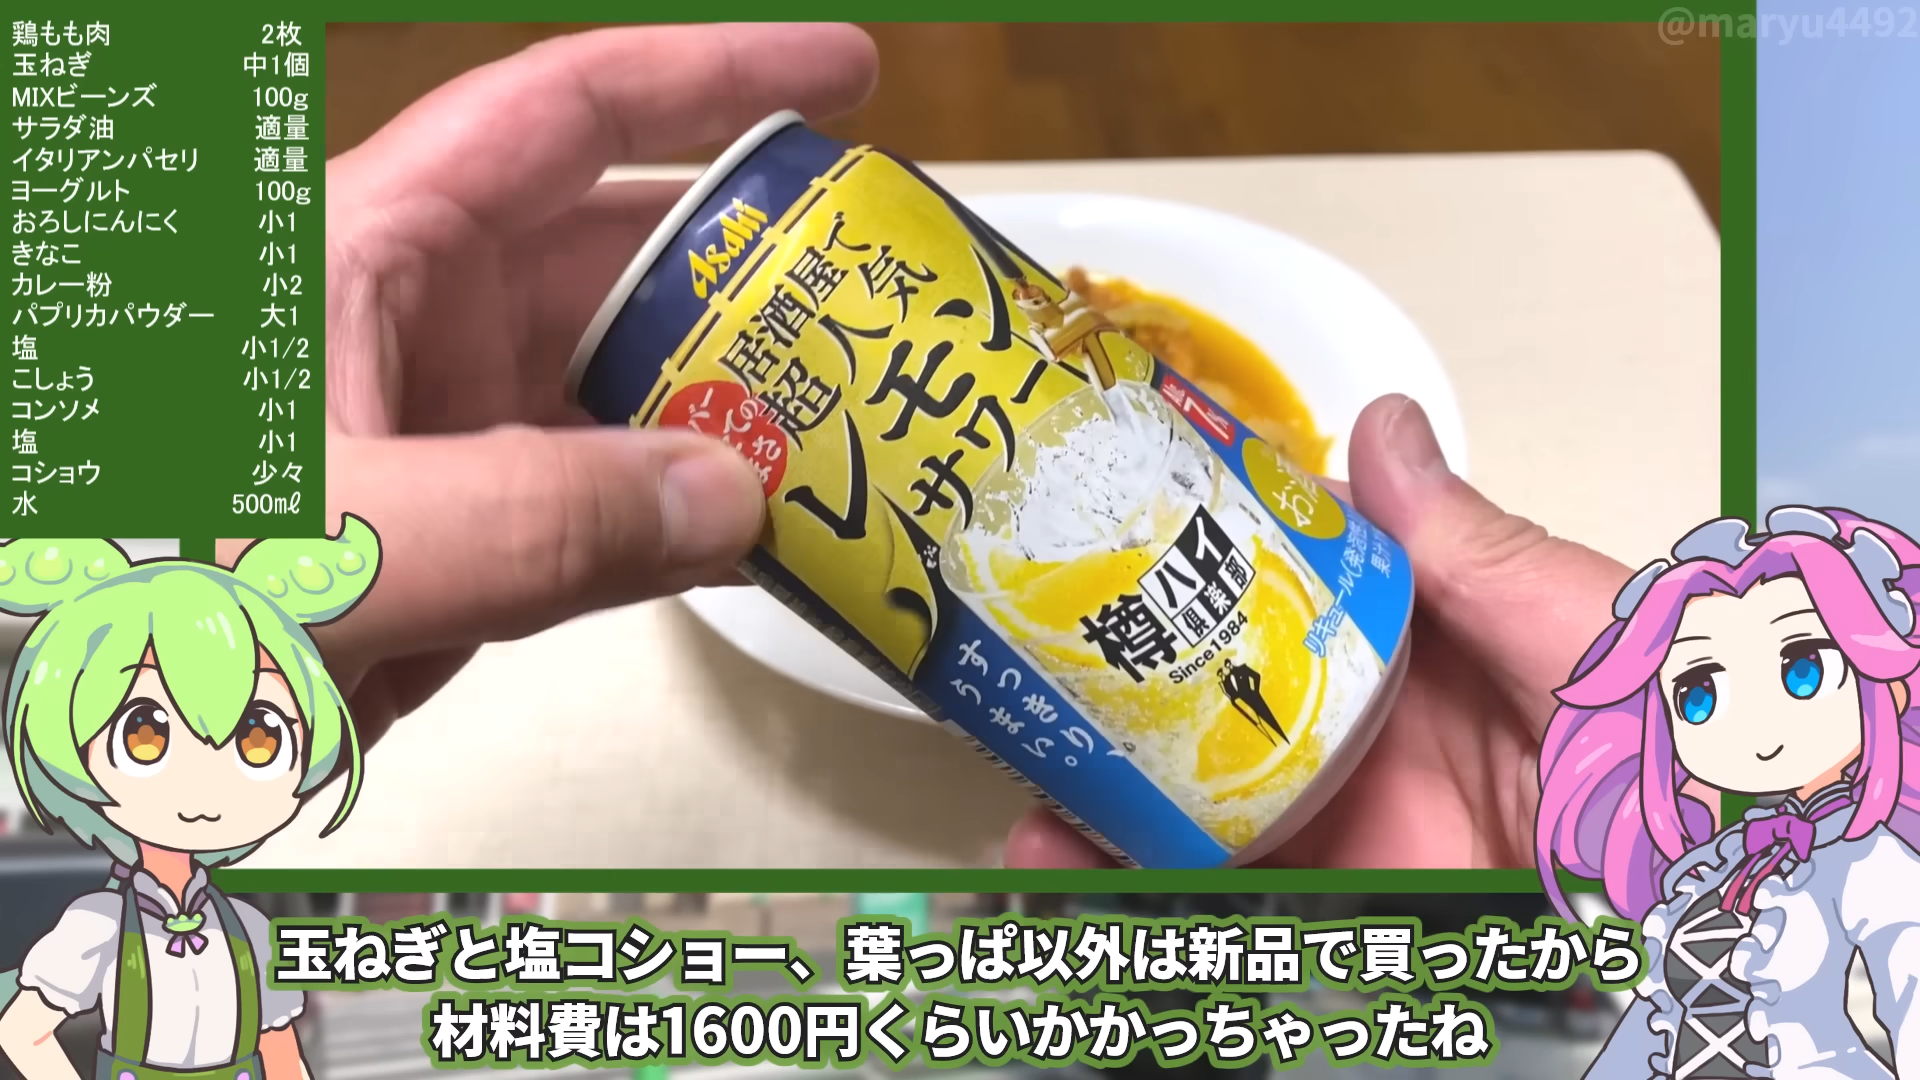 鶏もも肉 2枚
玉ねぎ 中1個
MIXビーンズ 100g
サラダ油 適量
イタリアンパセリ 適量
ヨーグルト 100g
おろしにんにく 小1
きなこ 小1
カレー粉 小2
パプリカパウダー 大1
塩 小1/2
こしょう 小1/2
コンソメ 小1
塩 小1
コショウ 少々
水 500㎖
@maryu4492
Asahi
居酒屋で
超人気
レモン
サワー
樽ハイ
倶楽部
Since1984
すっきり、
うまい。
リキュール(発泡性
玉ねぎと塩コショー、葉っぱ以外は新品で買ったから
材料費は1600円くらいかかっちゃったね